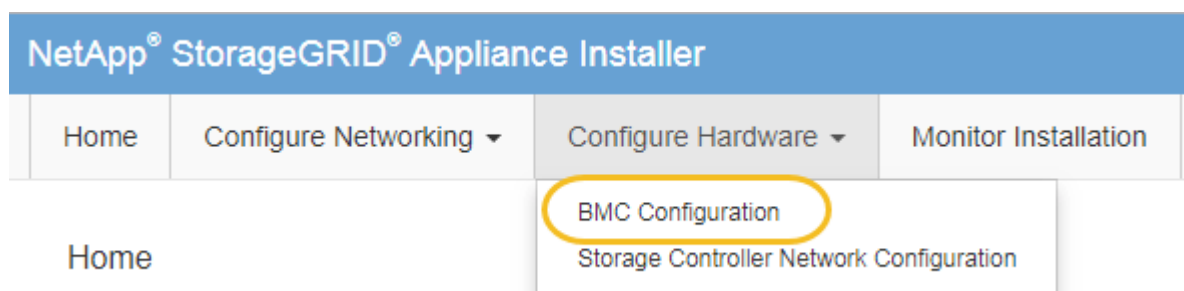 NetApp® StorageGRID® Appliance Installer
Home Configure Networking Configure Hardware Monitor Installation
BMC Configuration
Home
Storage Controller Network Configuration